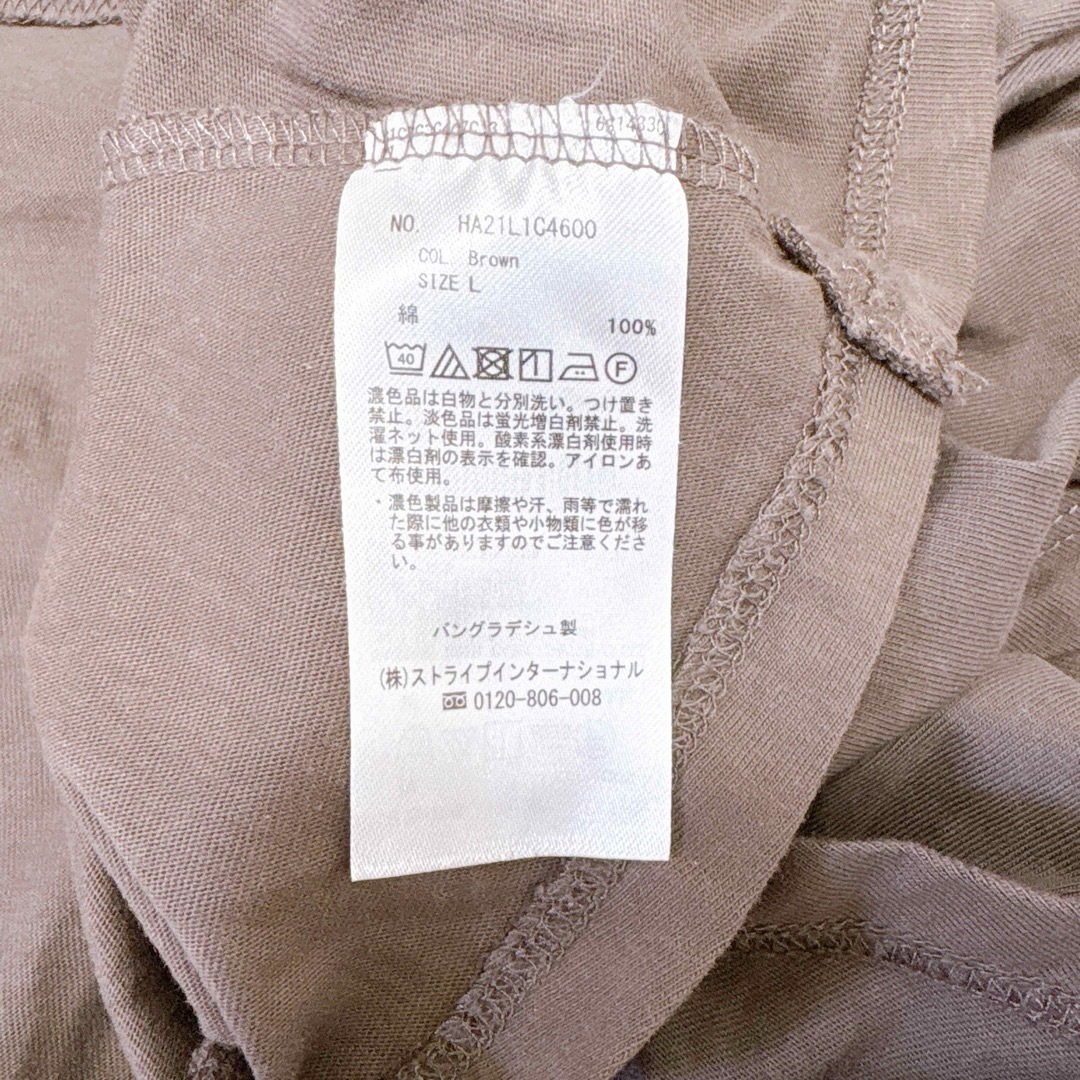 NO. HA21L1C4600
COL. Brown
SIZE L
綿 100%
40 F
濃色品は白物と分別洗い。つけ置き
禁止。淡色品は蛍光増白剤禁止。洗
濯ネット使用。酸素系漂白剤使用時
は漂白剤の表示を確認。アイロンあ
て布使用。
・濃色製品は摩擦や汗、雨等で濡れ
た際に他の衣類や小物類に色が移
る事がありますのでご注意くださ
い。
バングラデシュ製
(株)ストライプインターナショナル
0120-806-008